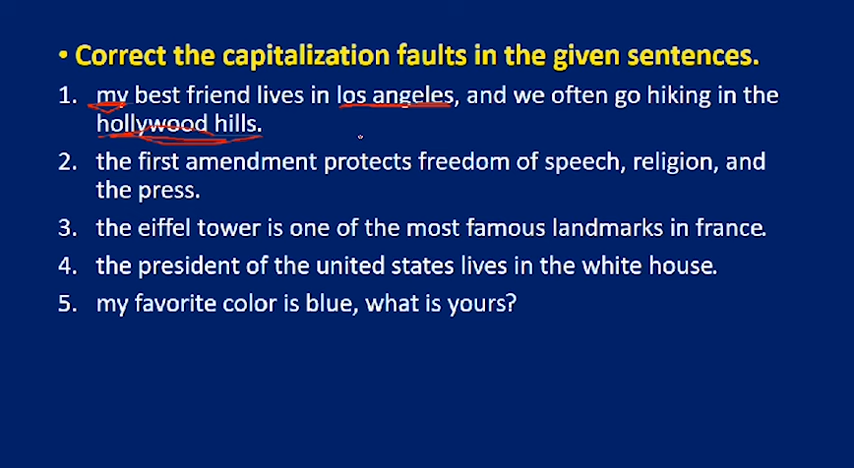 • Correct the capitalization faults in the given sentences.
1. my best friend lives in los angeles, and we often go hiking in the
hollywood hills.
2. the first amendment protects freedom of speech, religion, and
the press.
3. the eiffel tower is one of the most famous landmarks in france.
4. the president of the united states lives in the white house.
5. my favorite color is blue, what is yours?